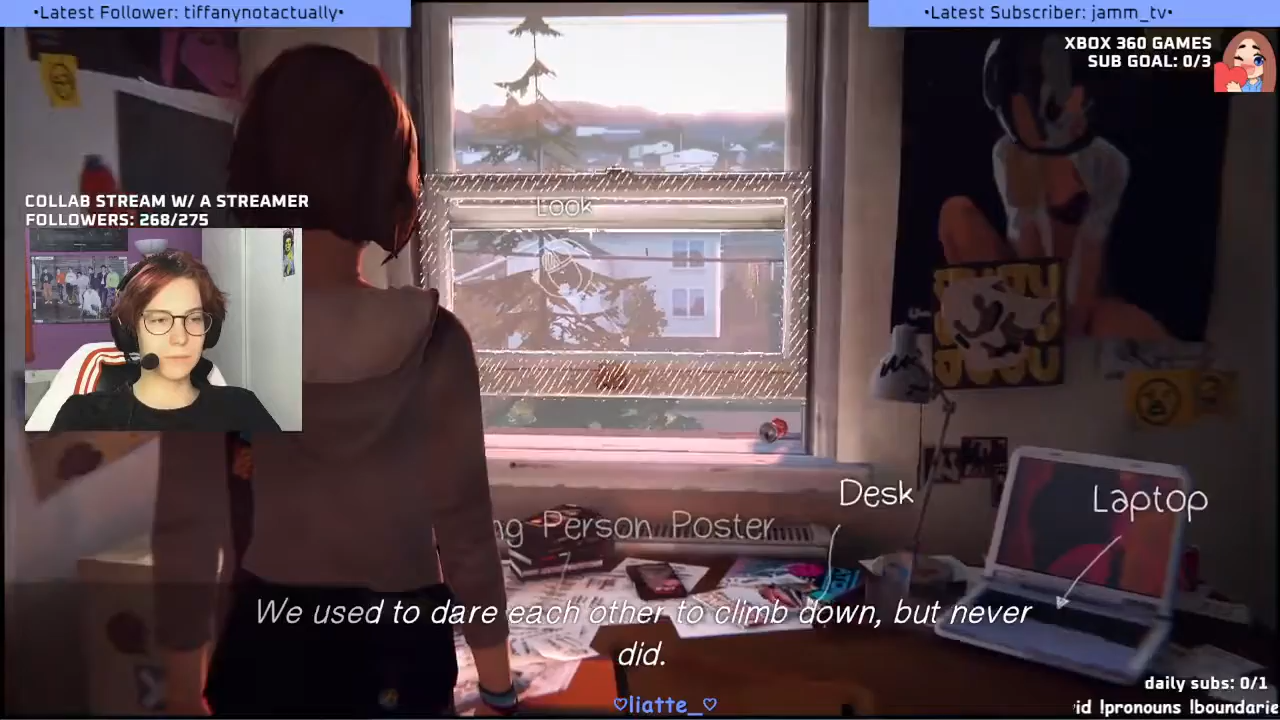 •Latest Follower: tiffanynotactually•
•Latest Subscriber: jamm_tv•
XBOX 360 GAMES
SUB GOAL: 0/3
COLLAB STREAM W/ A STREAMER
FOLLOWERS: 268/275
Look
Desk
Laptop
ng Person Poster
We used to dare each other to climb down, but never
did.
daily subs: 0/1
♡liatte_♡
id !pronouns !boundarie